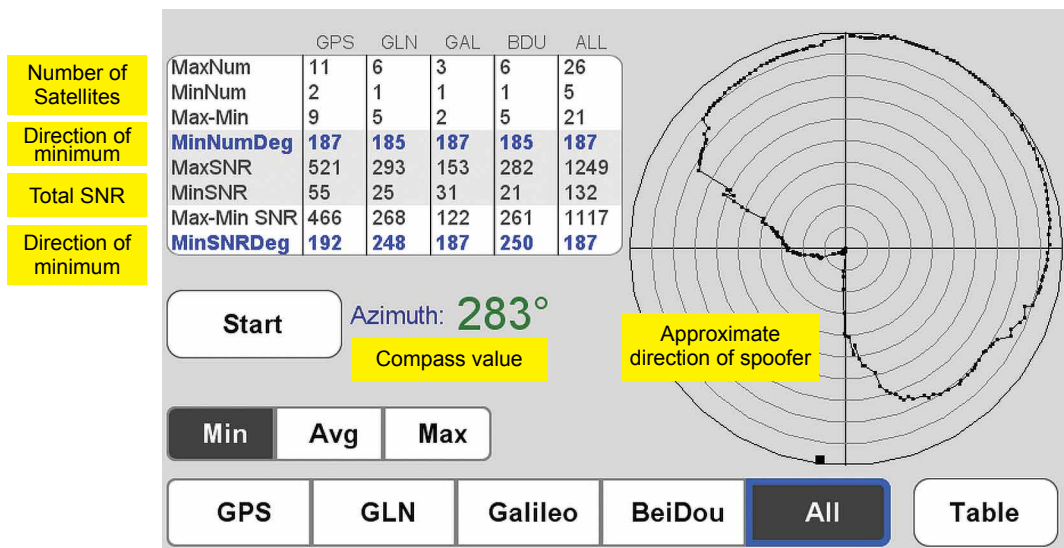 GPS GLN GAL BDU ALL
Number of
Satellites
MaxNum 11 6 3 6 26
MinNum 2 1 1 1 5
Max-Min 9 5 2 5 21
Direction of
minimum
MinNumDeg 187 185 187 185 187
MaxSNR 521 293 153 282 1249
Total SNR
MinSNR 55 25 31 21 132
Max-Min SNR 466 268 122 261 1117
Direction of
minimum
MinSNRDeg 192 248 187 250 187
Start
Azimuth: 283°
Compass value
Approximate
direction of spoofer
Min Avg Max
GPS GLN Galileo BeiDou All Table